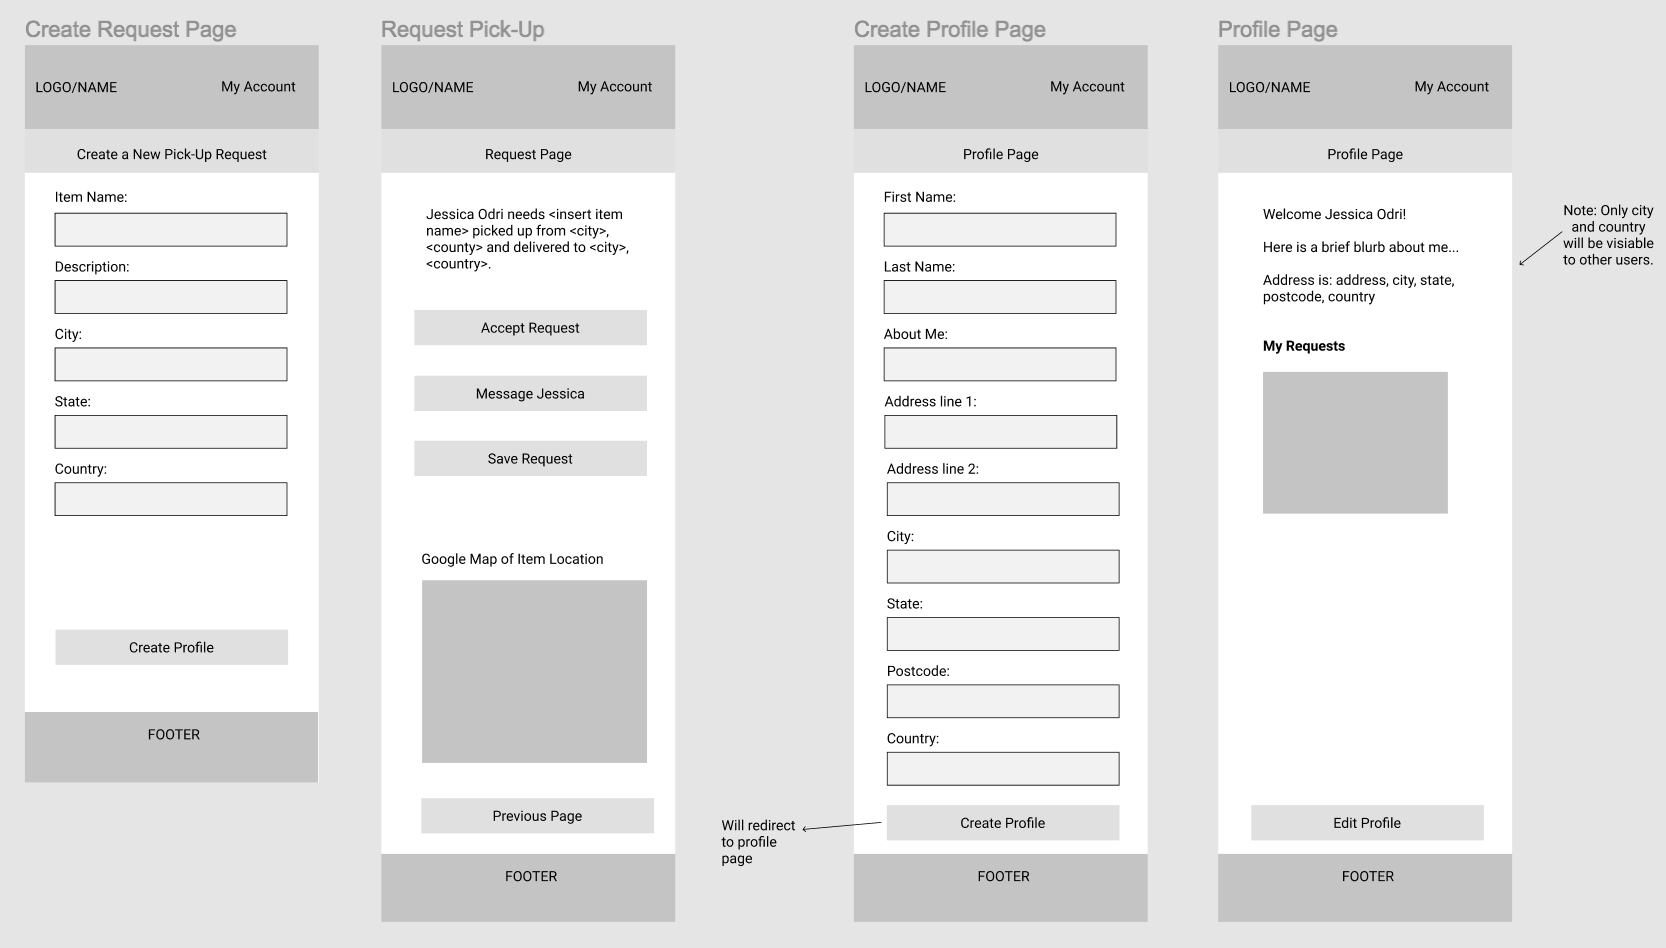 Create Request Page
LOGO/NAME
My Account
Create a New Pick-Up Request
Item Name:
Description:
City:
State:
Country:
Create Profile
FOOTER
Request Pick-Up
LOGO/NAME
My Account
Request Page
Jessica Odri needs <insert item
name> picked up from <city>,
<county> and delivered to <city>,
<country>.
Accept Request
Message Jessica
Save Request
Google Map of Item Location
Previous Page
FOOTER
Create Profile Page
LOGO/NAME
My Account
Profile Page
First Name:
Last Name:
About Me:
Address line 1:
Address line 2:
City:
State:
Postcode:
Country:
Create Profile
Will redirect
to profile
page
FOOTER
Profile Page
LOGO/NAME
My Account
Profile Page
Welcome Jessica Odri!
Here is a brief blurb about me...
Address is: address, city, state,
postcode, country
My Requests
Edit Profile
FOOTER
Note: Only city
and country
will be visiable
to other users.